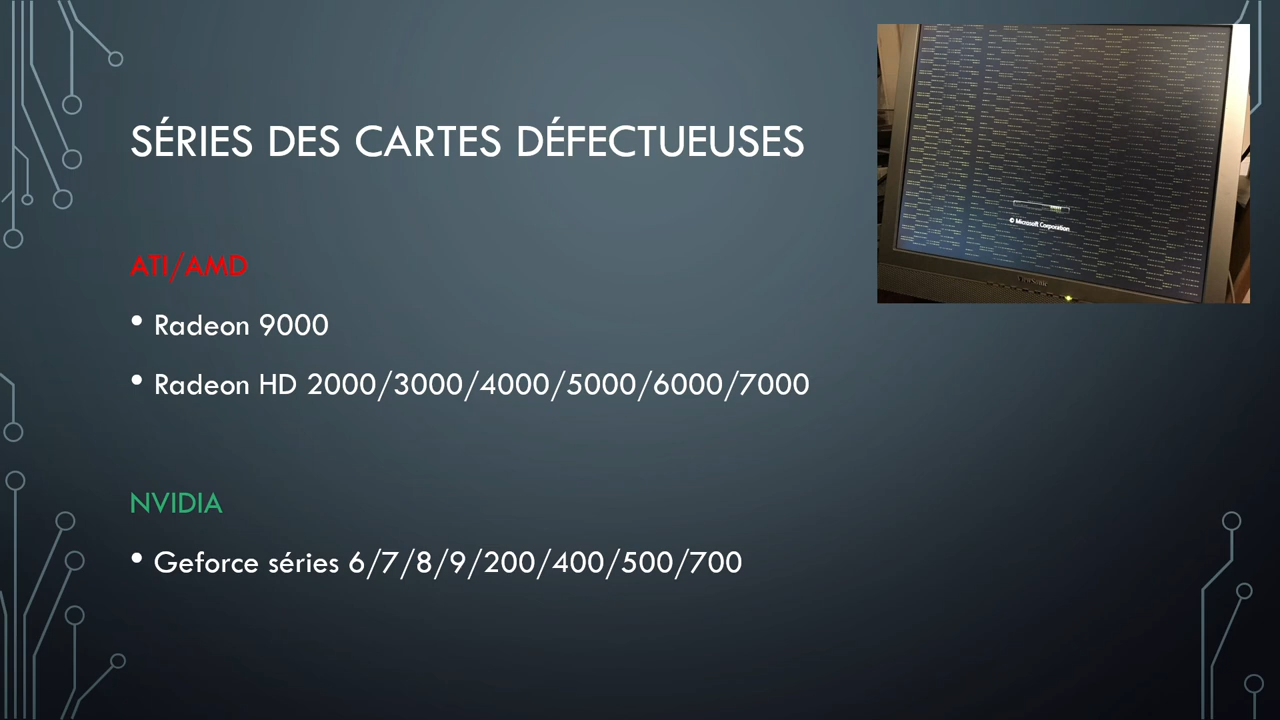 SÉRIES DES CARTES DÉFECTUEUSES
© Microsoft Corporation
ATI/AMD
• Radeon 9000
• Radeon HD 2000/3000/4000/5000/6000/7000
NVIDIA
• Geforce séries 6/7/8/9/200/400/500/700